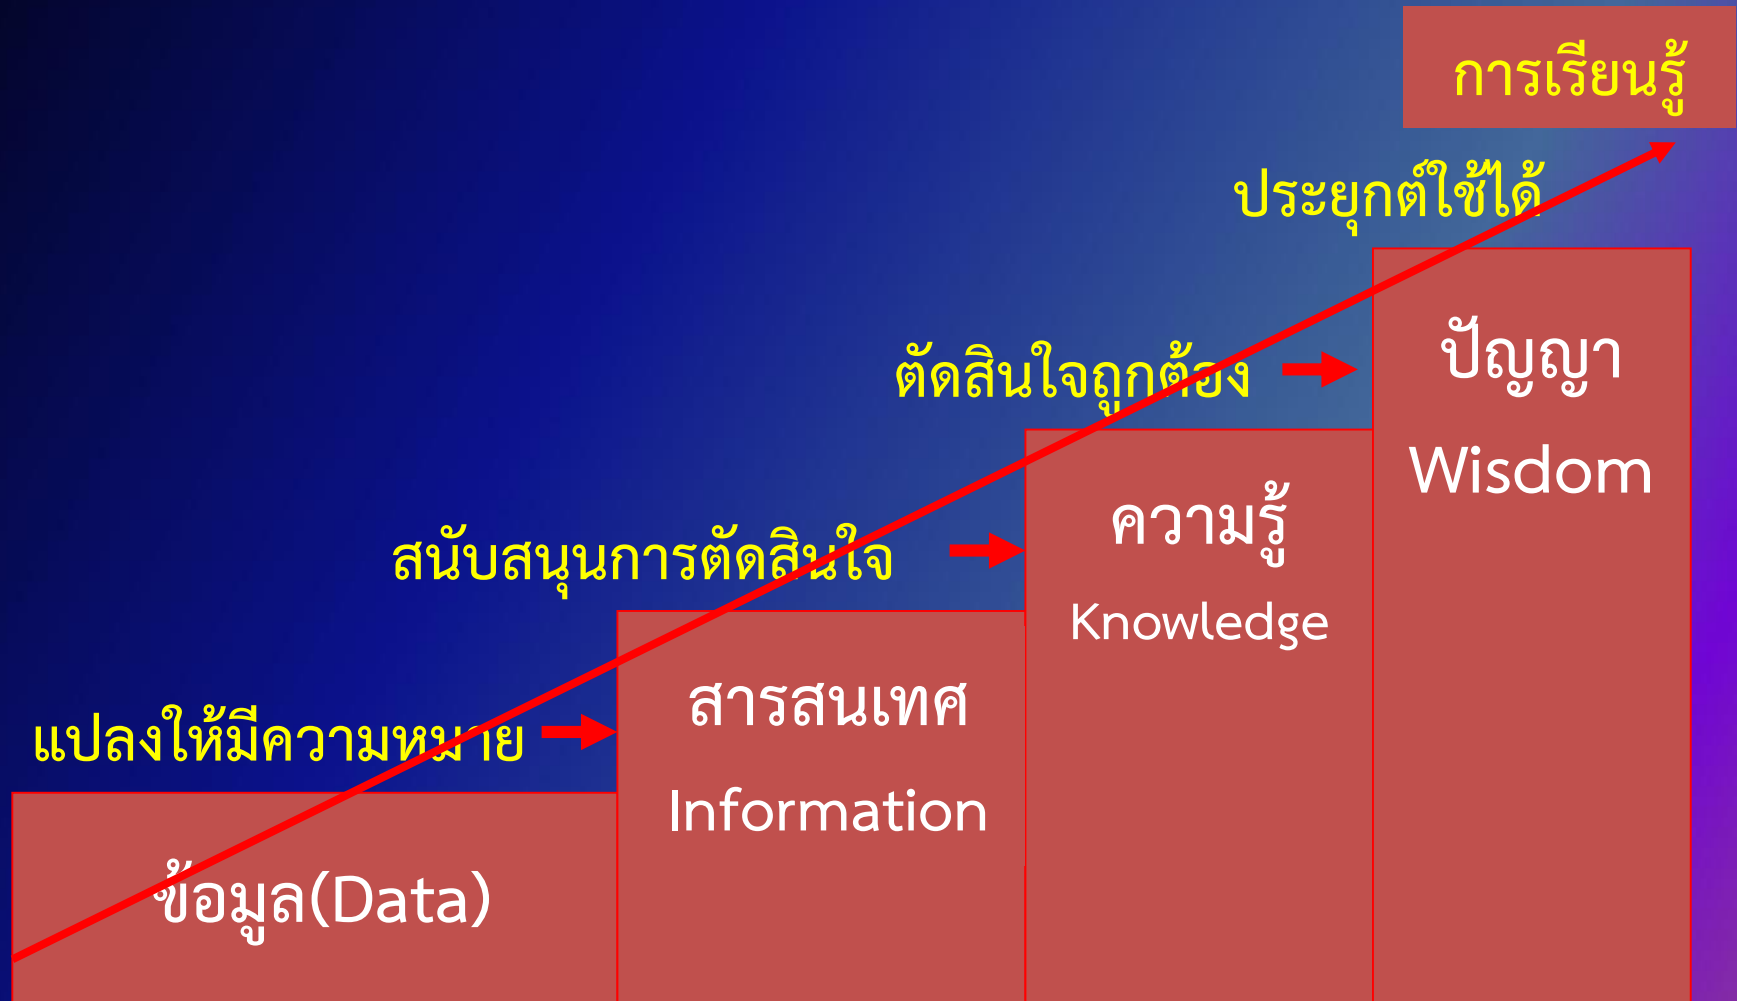 การเรียนรู้
ประยุกต์ใช้ได้
ตัดสินใจถูกต้อง
ปัญญา
Wisdom
สนับสนุนการตัดสินใจ
ความรู้
Knowledge
แปลงให้มีความหมาย
สารสนเทศ
Information
ข้อมูล(Data)